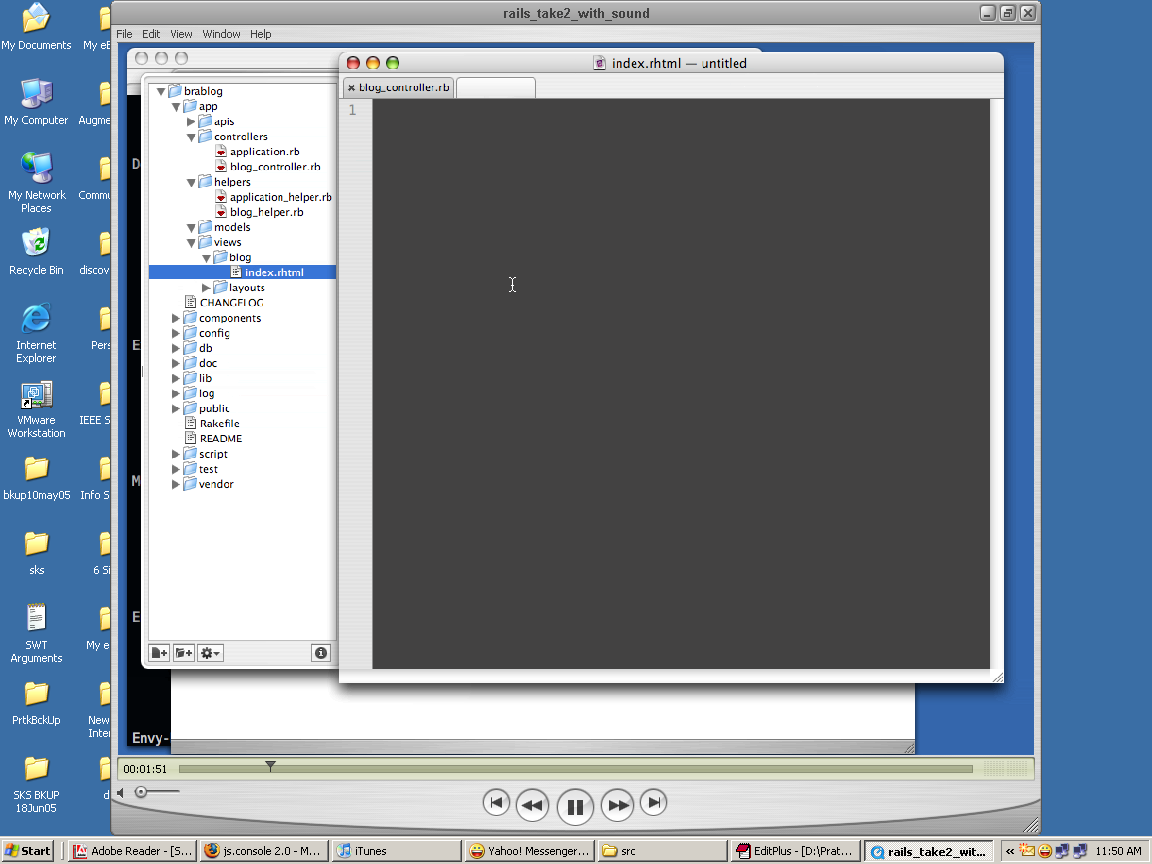 rails_take2_with_sound
File Edit View Window Help
index.rhtml — untitled
blog_controller.rb
1
brablog
app
apis
controllers
application.rb
blog_controller.rb
helpers
application_helper.rb
blog_helper.rb
models
views
blog
index.rhtml
layouts
CHANGELOG
components
config
db
doc
lib
log
public
Rakefile
README
script
test
vendor
D
E
M
E
Envy-
00:01:51
My Documents
My eB
My Computer
Augme
My Network
Places
Commu
Recycle Bin
discov
Internet
Explorer
Pers
VMware
Workstation
IEEE S
bkup10may05
Info S
sks
6 Si
SWT
Arguments
My e
PrtkBckUp
New
Inte
SKS BKUP
18Jun05
d
Start
Adobe Reader - [S...
js.console 2.0 - M...
iTunes
Yahoo! Messenger...
src
EditPlus - [D:\Prat...
rails_take2_wit...
«
11:50 AM